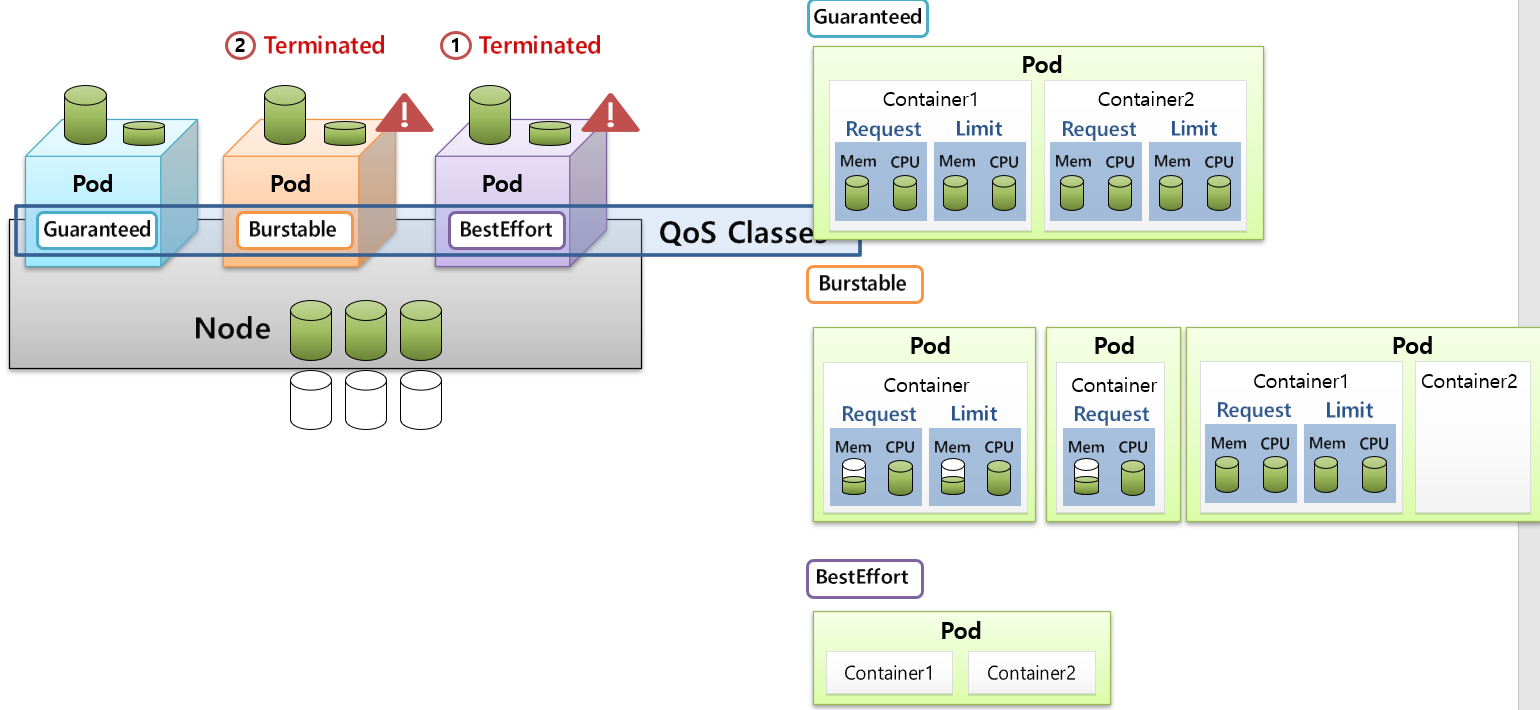 ② Terminated
① Terminated
Pod
Guaranteed
Pod
Burstable
Pod
BestEffort
QoS Classes
Node
Guaranteed
Pod
Container1
Request Limit
Mem CPU Mem CPU
Container2
Request Limit
Mem CPU Mem CPU
Burstable
Pod
Container
Request Limit
Mem CPU Mem CPU
Pod
Container
Request
Mem CPU
Pod
Container1
Request Limit
Mem CPU Mem CPU
Container2
BestEffort
Pod
Container1
Container2